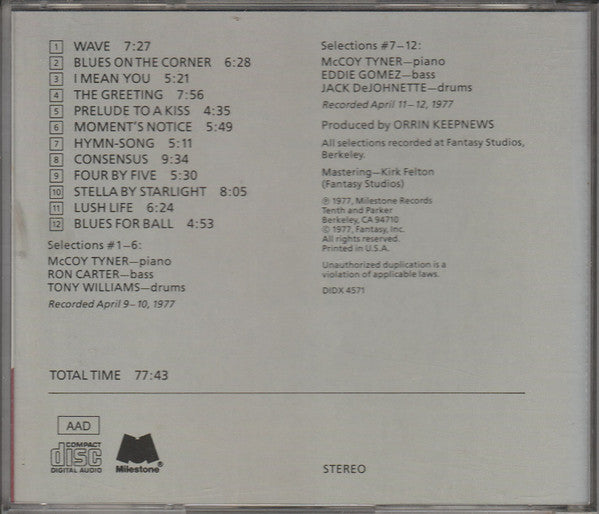 1 WAVE 7:27
2 BLUES ON THE CORNER 6:28
3 I MEAN YOU 5:21
4 THE GREETING 7:56
5 PRELUDE TO A KISS 4:35
6 MOMENT'S NOTICE 5:49
7 HYMN-SONG 5:11
8 CONSENSUS 9:34
9 FOUR BY FIVE 5:30
10 STELLA BY STARLIGHT 8:05
11 LUSH LIFE 6:24
12 BLUES FOR BALL 4:53
Selections #1–6:
McCOY TYNER—piano
RON CARTER—bass
TONY WILLIAMS—drums
Recorded April 9–10, 1977
Selections #7–12:
McCOY TYNER—piano
EDDIE GOMEZ—bass
JACK DeJOHNETTE—drums
Recorded April 11–12, 1977
Produced by ORRIN KEEPNEWS
All selections recorded at Fantasy Studios,
Berkeley.
Mastering—Kirk Felton
(Fantasy Studios)
℗ 1977, Milestone Records
Tenth and Parker
Berkeley, CA 94710
© 1977, Fantasy, Inc.
All rights reserved.
Printed in U.S.A.
Unauthorized duplication is a
violation of applicable laws.
DIDX 4571
TOTAL TIME 77:43
AAD
COMPACT
disc
DIGITAL AUDIO
Milestone®
STEREO